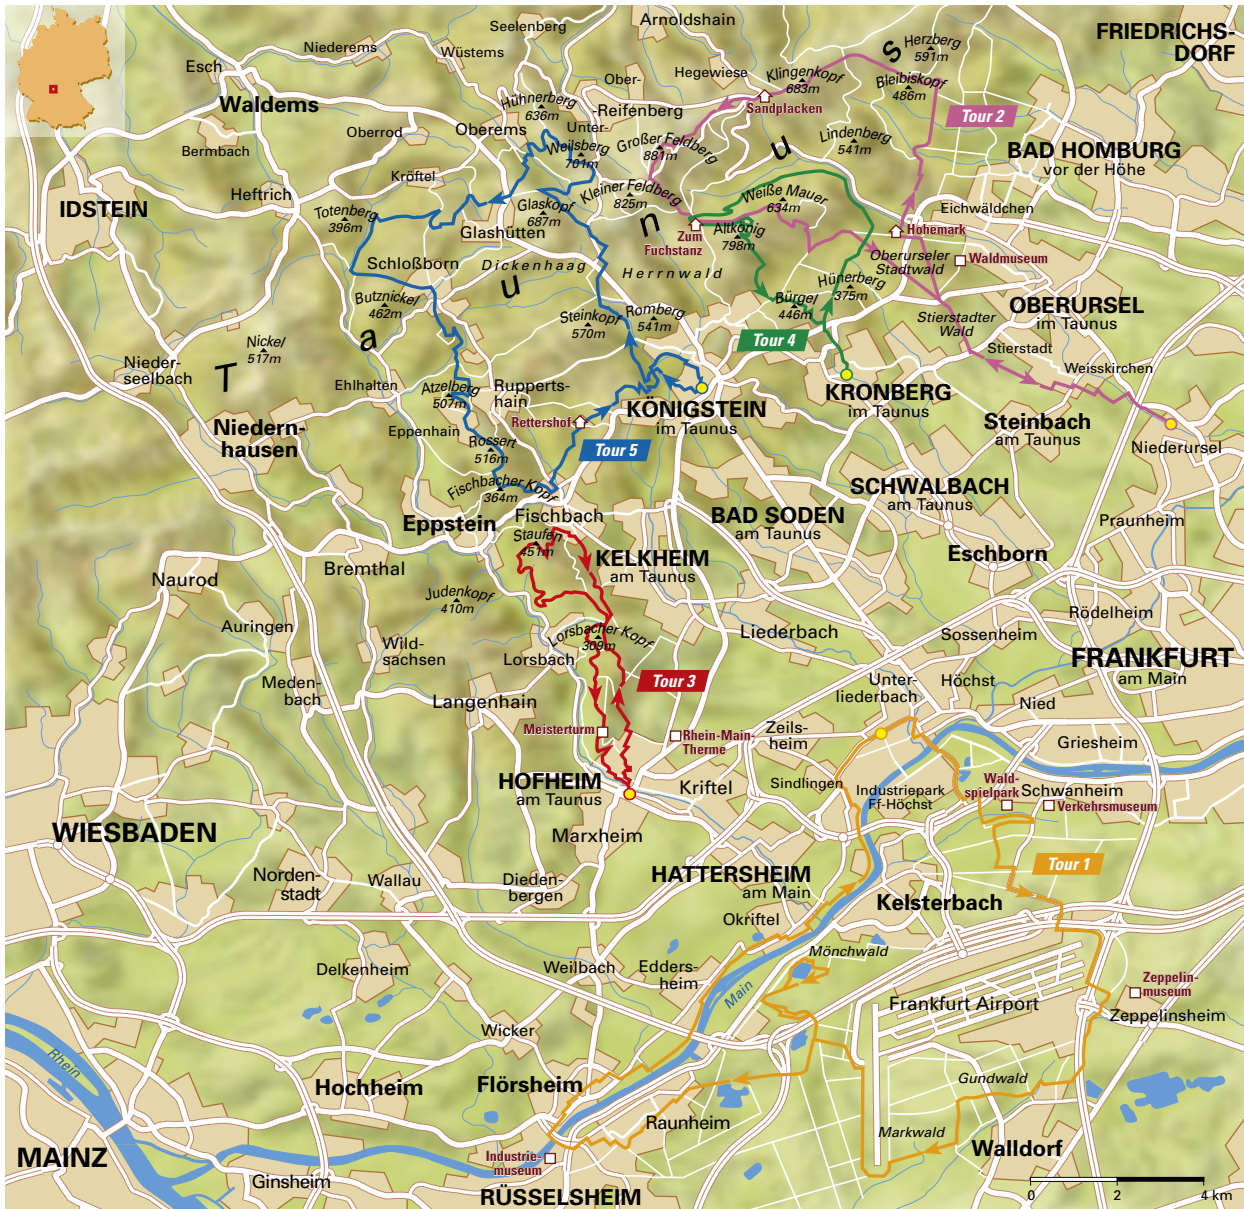 Seelenberg
Arnoldshain
FRIEDRICHS-
DORF
Niederems
Wüstems
Esch
Hegewiese
Ober-
Reifenberg
Klingenkopf
683m
Herzberg
591m
Bleibiskopf
486m
s
Waldems
Hühnerberg
636m
Sandplacken
Tour 2
Oberrod
Oberems
Unter-
Weilsberg
701m
Großer Feldberg
881m
u
Lindenberg
541m
Bermbach
BAD HOMBURG
vor der Höhe
Kröftel
Heftrich
IDSTEIN
Totenberg
396m
Glaskopf
687m
Kleiner Feldberg
825m
Weiße Mauer
634m
Eichwäldchen
n
Glashütten
Zum
Fuchstanz
Altkönig
798m
Hohemark
Oberurseler
Stadtwald
Waldmuseum
Schloßborn
Dickenhaag
Herrnwald
u
Hünerberg
375m
Butznickel
462m
Bürgel
446m
OBERURSEL
im Taunus
Steinkopf
570m
Romberg
541m
Stierstadter
Wald
a
Tour 4
Nickel
517m
Stierstadt
Nieder-
seelbach
T
Weisskirchen
Ehlhalten
Atzelberg
507m
Ruppertshain
KRONBERG
im Taunus
KÖNIGSTEIN
im Taunus
Rettershof
Steinbach
am Taunus
Niedern-
hausen
Eppenhain
Rossert
516m
Tour 5
Niederursel
Fischbacher Kopf
364m
SCHWALBACH
am Taunus
Eppstein
Fischbach
BAD SODEN
am Taunus
Praunheim
Staufen
451m
Eschborn
KELKHEIM
am Taunus
Bremthal
Naurod
Judenkopf
410m
Rödelheim
Auringen
Wild-
sachsen
Lorsbacher Kopf
309m
Liederbach
Sossenheim
Lorsbach
FRANKFURT
am Main
Meden-
bach
Tour 3
Unter-
liederbach
Höchst
Langenhain
Nied
Meisterturm
Rhein-Main-
Therme
Zeils-
heim
Griesheim
HOFHEIM
am Taunus
Kriftel
Sindlingen
Industriepark
Ff-Höchst
Wald-
spielpark
Schwanheim
Verkehrsmuseum
WIESBADEN
Marxheim
Tour 1
Norden-
stadt
Wallau
Dieden-
bergen
HATTERSHEIM
am Main
Kelsterbach
Okriftel
Mönchwald
Delkenheim
Weilbach
Edders-
heim
Main
Zeppelin-
museum
Frankfurt Airport
Zeppelinsheim
Wicker
Rhein
Hochheim
Flörsheim
Gundwald
Raunheim
Markwald
MAINZ
Walldorf
Industrie-
museum
Ginsheim
RÜSSELSHEIM
0 2 4 km